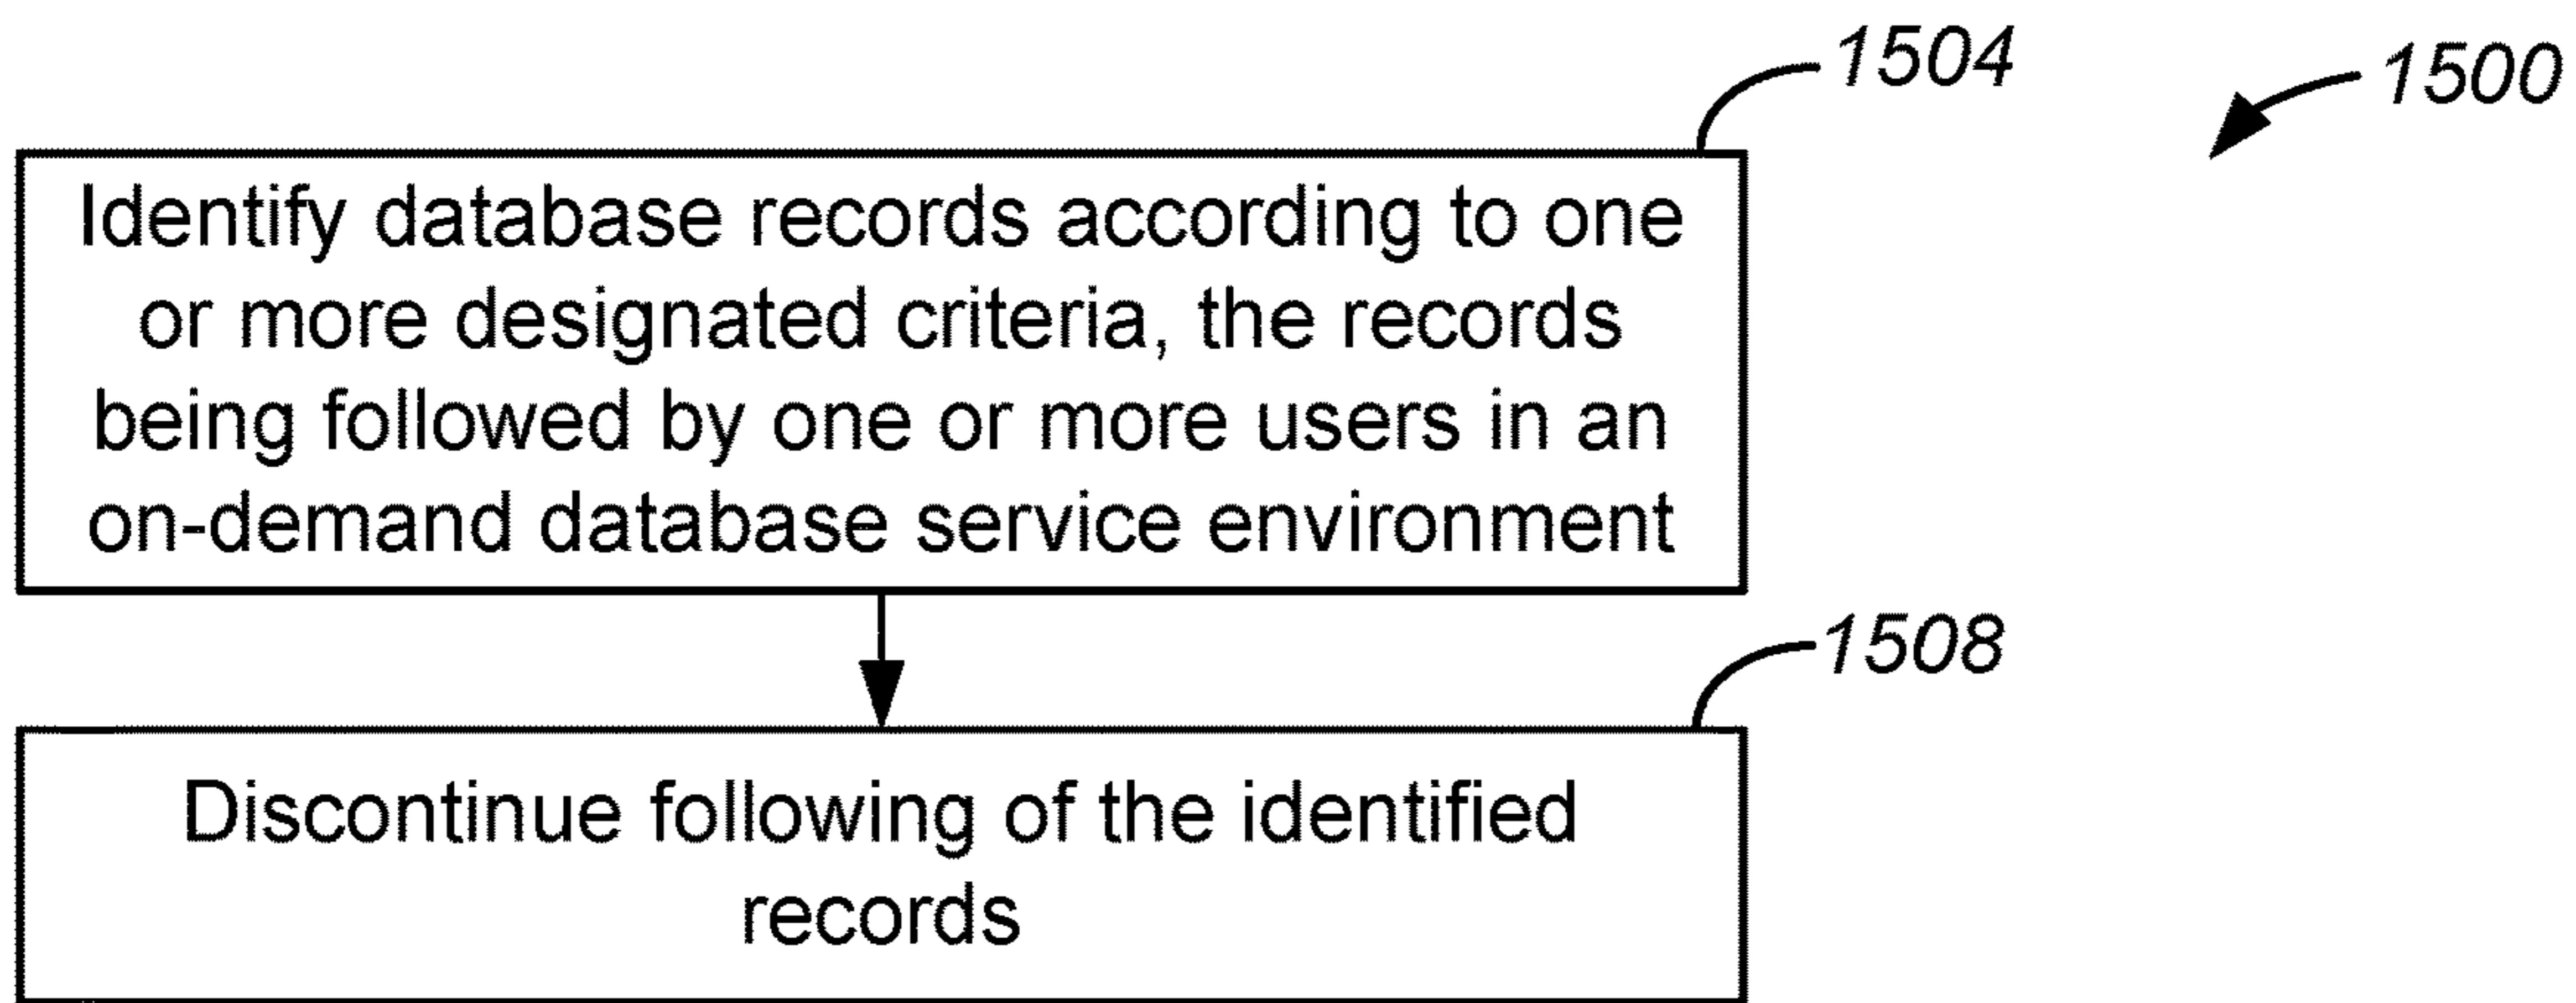 1504
1500
Identify database records according to one
or more designated criteria, the records
being followed by one or more users in an
on-demand database service environment
1508
Discontinue following of the identified
records